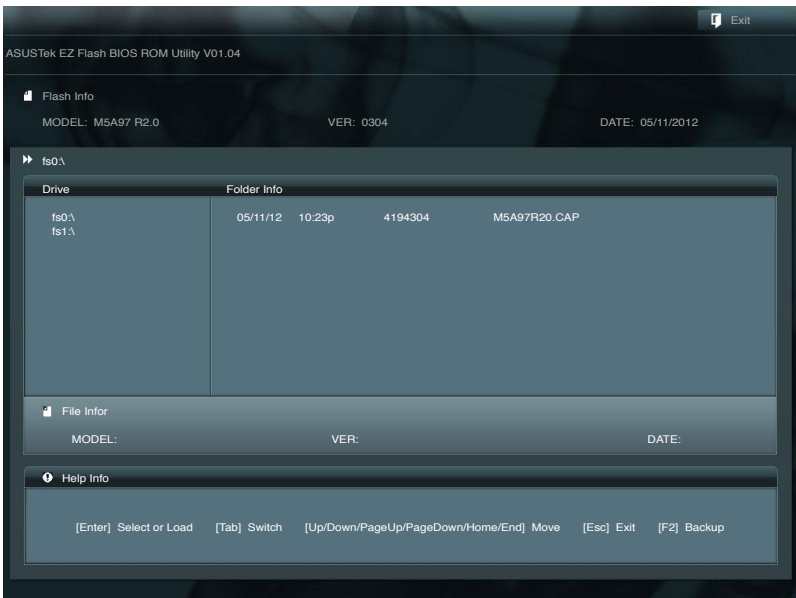 Exit
ASUSTek EZ Flash BIOS ROM Utility V01.04
Flash Info
MODEL: M5A97 R2.0 VER: 0304 DATE: 05/11/2012
fs0:\
Drive Folder Info
fs0:\ 05/11/12 10:23p 4194304 M5A97R20.CAP
fs1:\
File Infor
MODEL: VER: DATE:
Help Info
[Enter] Select or Load [Tab] Switch [Up/Down/PageUp/PageDown/Home/End] Move [Esc] Exit [F2] Backup